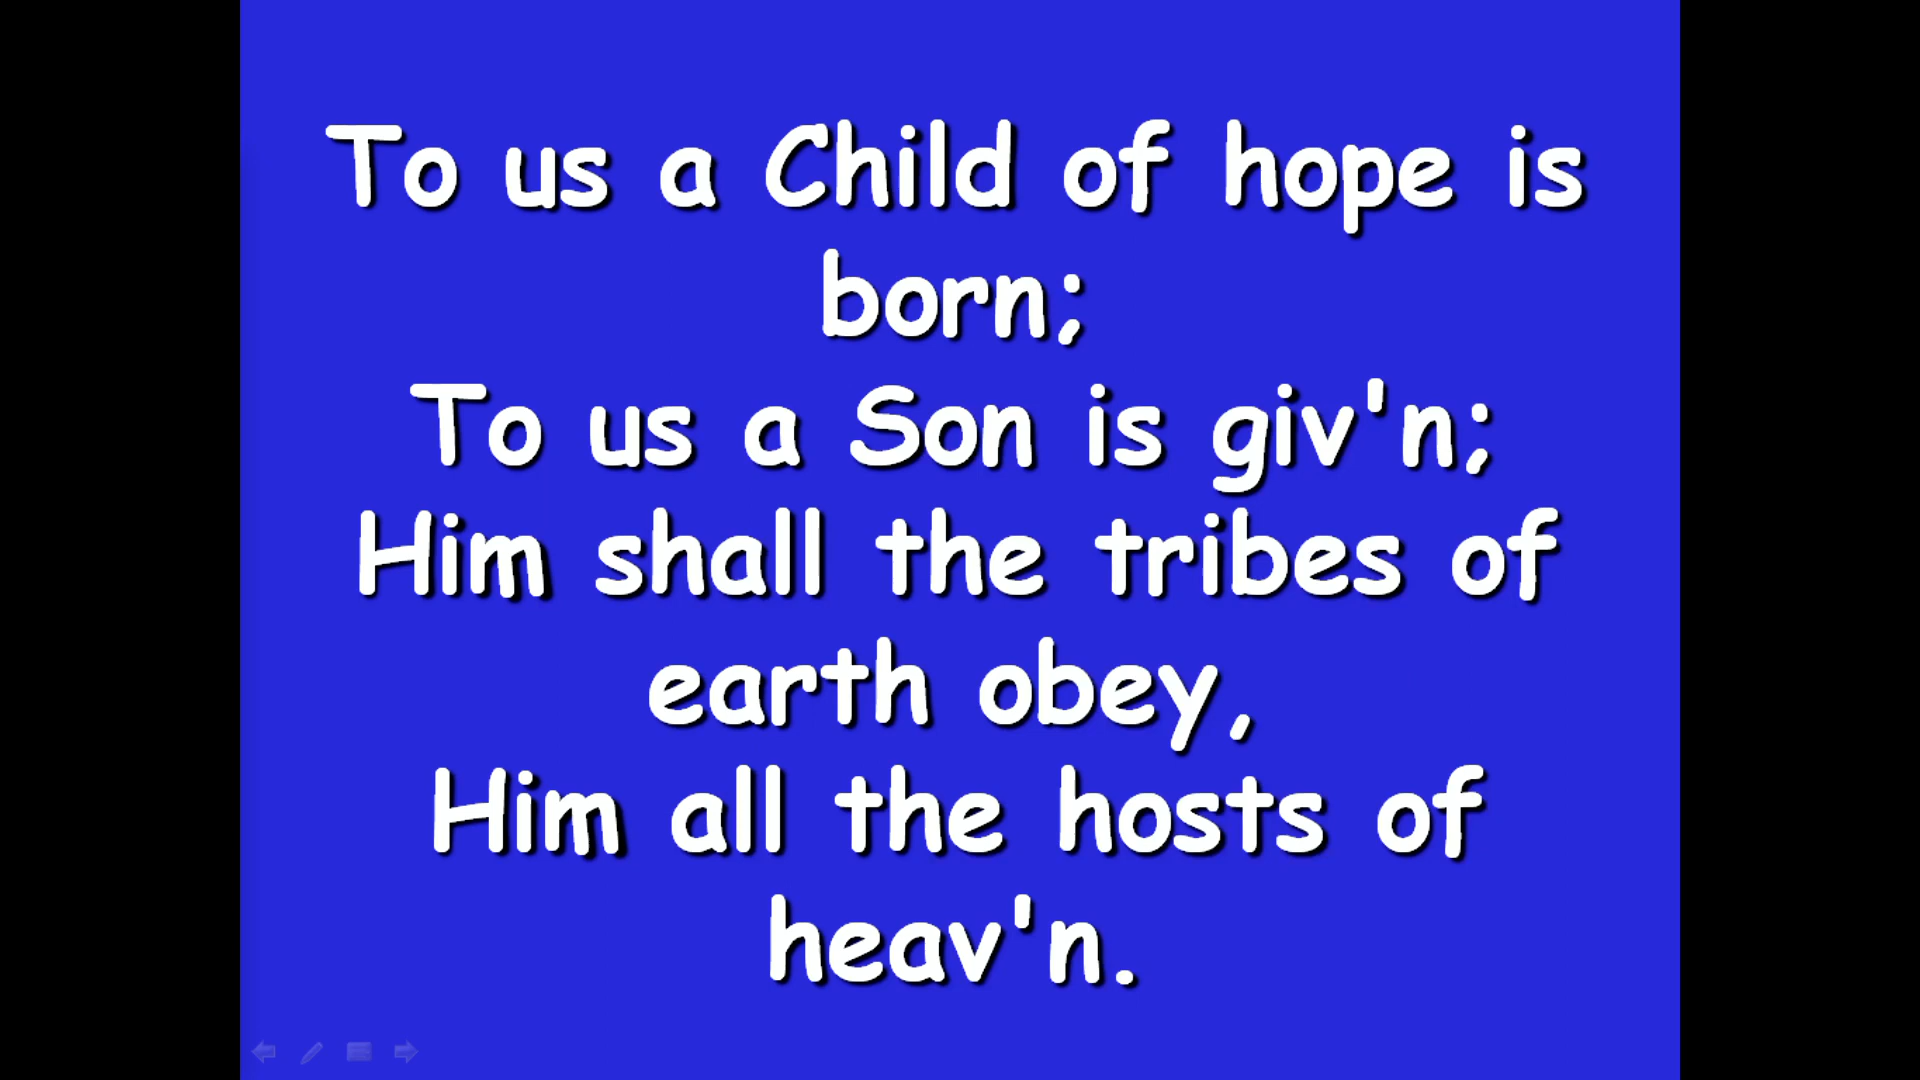 To us a Child of hope is
born;
To us a Son is giv'n;
Him shall the tribes of
earth obey,
Him all the hosts of
heav'n.